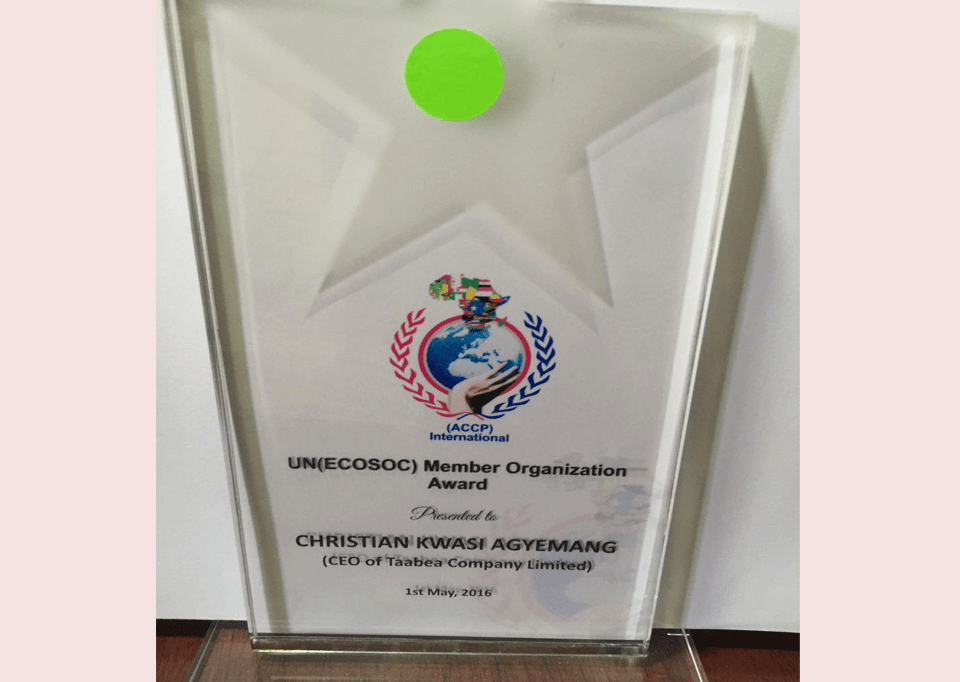 (ACCP)
International
UN(ECOSOC) Member Organization
Award
Presented to
CHRISTIAN KWASI AGYEMANG
(CEO of Taabea Company Limited)
1st May, 2016